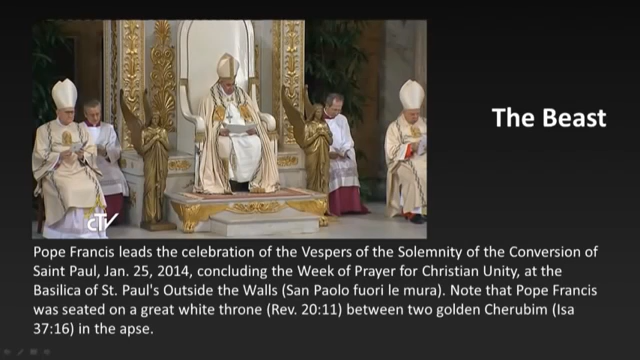 The Beast
cTV
Pope Francis leads the celebration of the Vespers of the Solemnity of the Conversion of
Saint Paul, Jan. 25, 2014, concluding the Week of Prayer for Christian Unity, at the
Basilica of St. Paul's Outside the Walls (San Paolo fuori le mura). Note that Pope Francis
was seated on a great white throne (Rev. 20:11) between two golden Cherubim (Isa
37:16) in the apse.